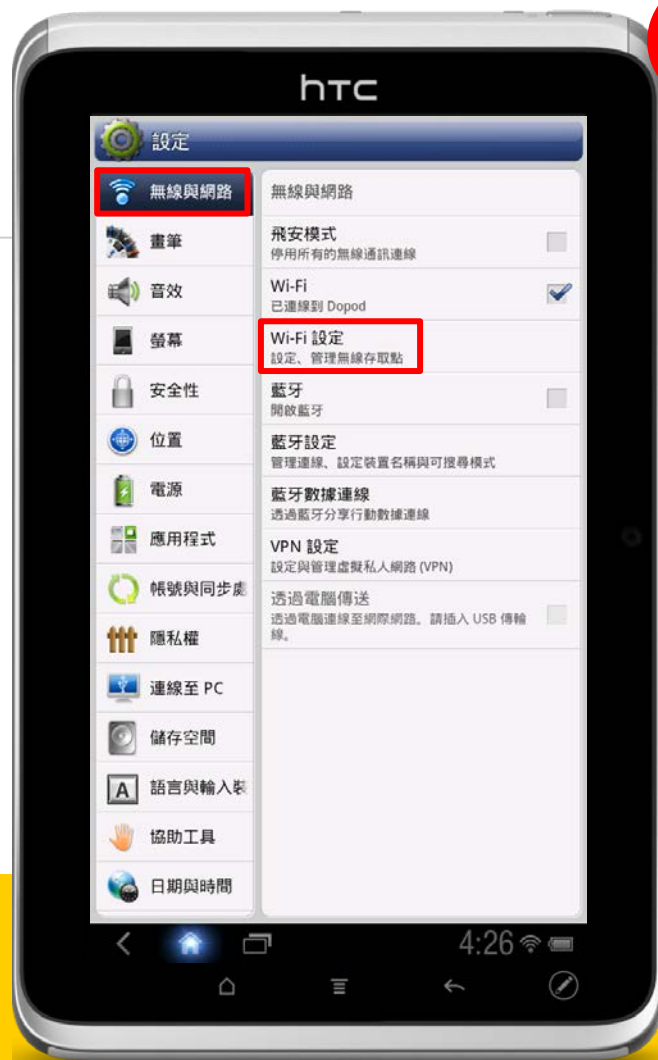 htc
設定
無線與網路
畫筆
音效
螢幕
安全性
位置
電源
應用程式
帳號與同步處
隱私權
連線至 PC
儲存空間
A 語言與輸入裝
協助工具
日期與時間
無線與網路
飛安模式
停用所有的無線通訊連線
Wi-Fi
已連線到 Dopod
Wi-Fi 設定
設定、管理無線存取點
藍牙
開啟藍牙
藍牙設定
管理連線、設定裝置名稱與可搜尋模式
藍牙數據連線
透過藍牙分享行動數據連線
VPN 設定
設定與管理虛擬私人網路 (VPN)
透過電腦傳送
透過電腦連線至網際網路。請插入 USB 傳輸
線。
4:26